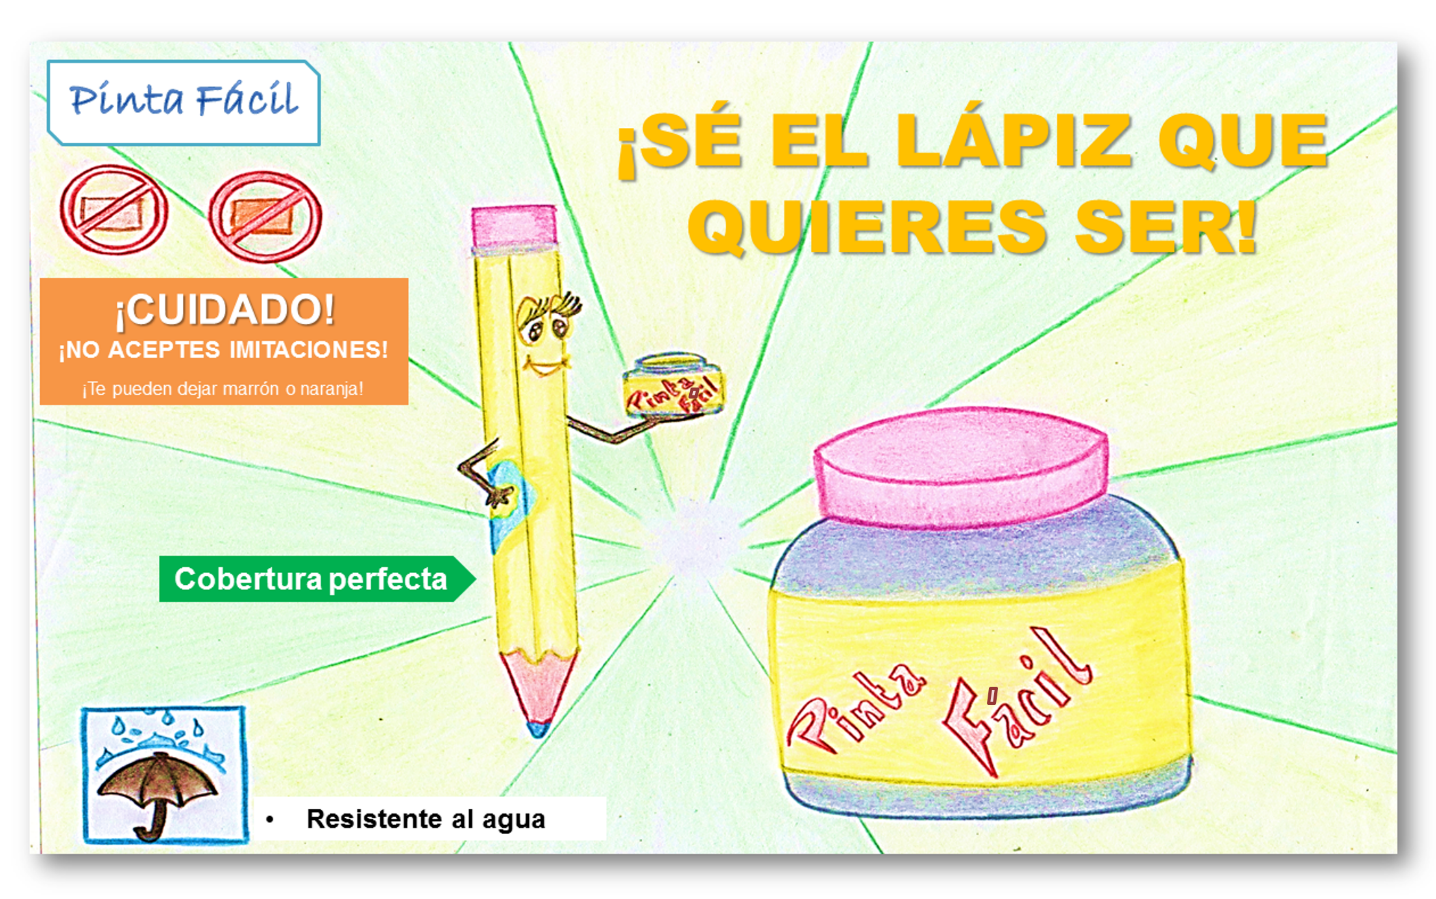 Pinta Fácil
¡SÉ EL LÁPIZ QUE
QUIERES SER!
¡CUIDADO!
¡NO ACEPTES IMITACIONES!
¡Te pueden dejar marrón o naranja!
Pinta
Fácil
Cobertura perfecta
Pinta
Fácil
• Resistente al agua